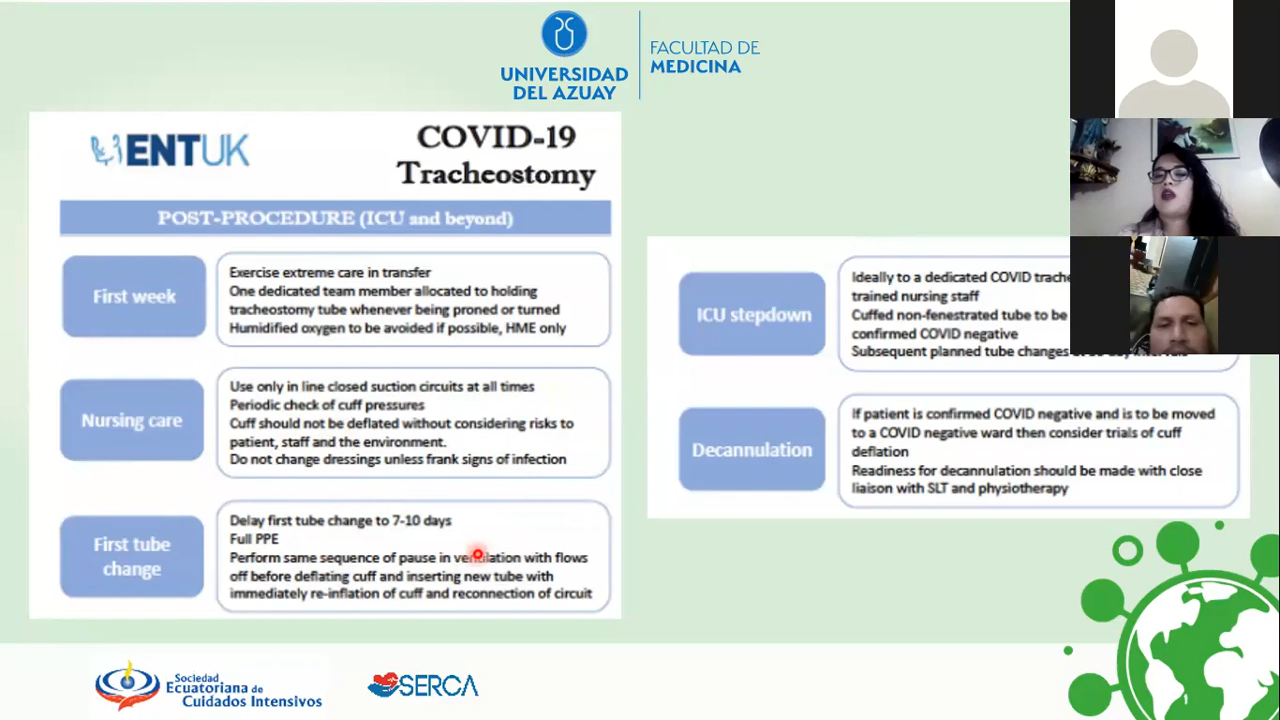 UNIVERSIDAD
DEL AZUAY
FACULTAD DE
MEDICINA
ENTUK
COVID-19
Tracheostomy
POST-PROCEDURE (ICU and beyond)
First week
Exercise extreme care in transfer
One dedicated team member allocated to holding
tracheostomy tube whenever being proned or turned
Humidified oxygen to be avoided if possible, HME only
Nursing care
Use only in line closed suction circuits at all times
Periodic check of cuff pressures
Cuff should not be deflated without considering risks to
patient, staff and the environment.
Do not change dressings unless frank signs of infection
First tube
change
Delay first tube change to 7-10 days
Full PPE
Perform same sequence of pause in ventilation with flows
off before deflating cuff and inserting new tube with
immediately re-inflation of cuff and reconnection of circuit
ICU stepdown
Ideally to a dedicated COVID
trained nursing staff
Cuffed non-fenestrated tube to be
confirmed COVID negative
Subsequent planned tube changes
Decannulation
If patient is confirmed COVID negative and is to be moved
to a COVID negative ward then consider trials of cuff
deflation
Readiness for decannulation should be made with close
liaison with SLT and physiotherapy
Sociedad
Ecuatoriana de
Cuidados Intensivos
SERCA